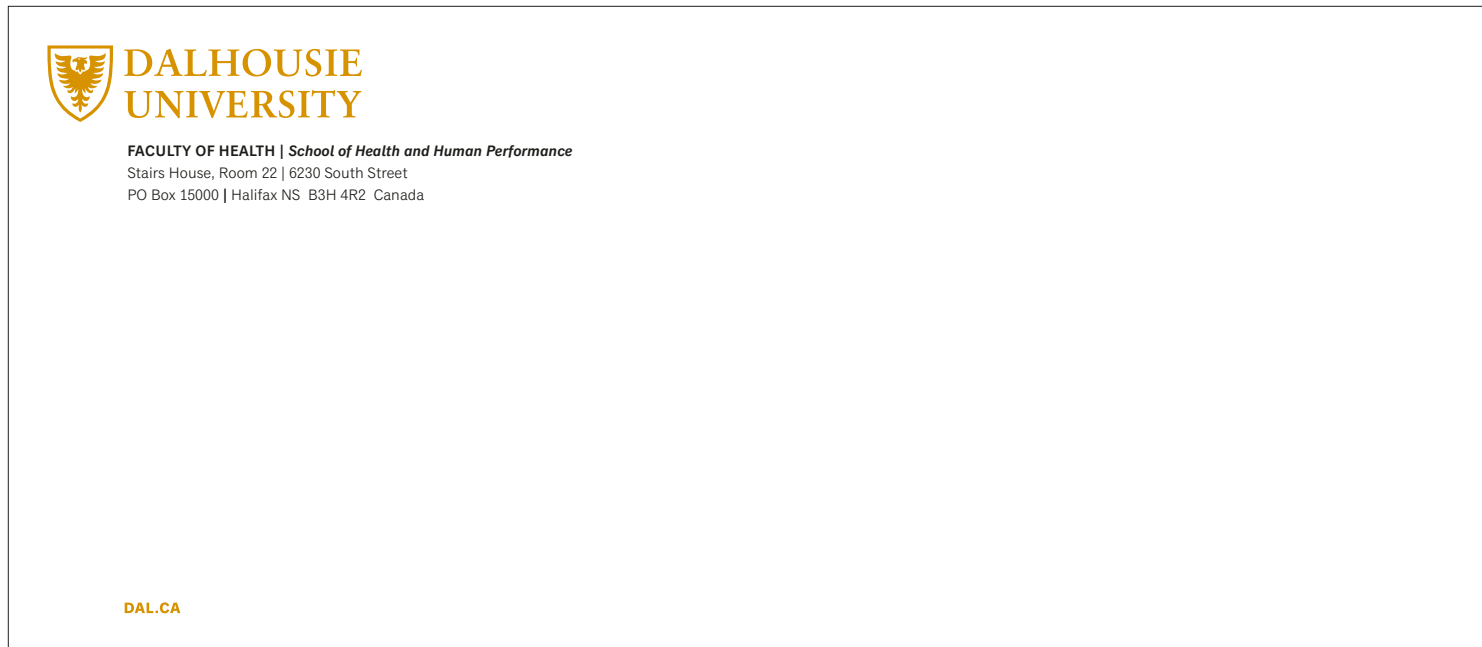 DALHOUSIE
UNIVERSITY
FACULTY OF HEALTH | School of Health and Human Performance
Stairs House, Room 22 | 6230 South Street
PO Box 15000 | Halifax NS  B3H 4R2  Canada
DAL.CA